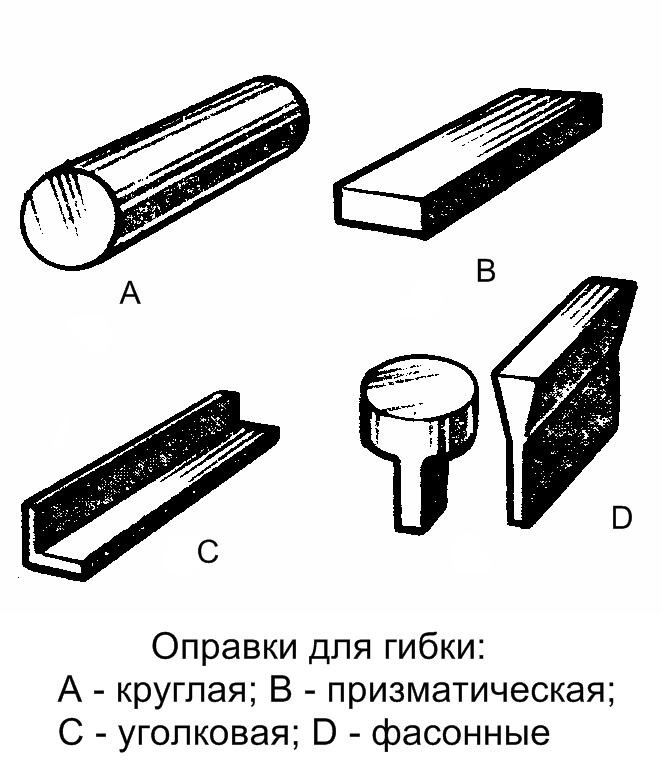 A
B
C
D
Оправки для гибки:
А - круглая; В - призматическая;
С - уголковая; D - фасонные